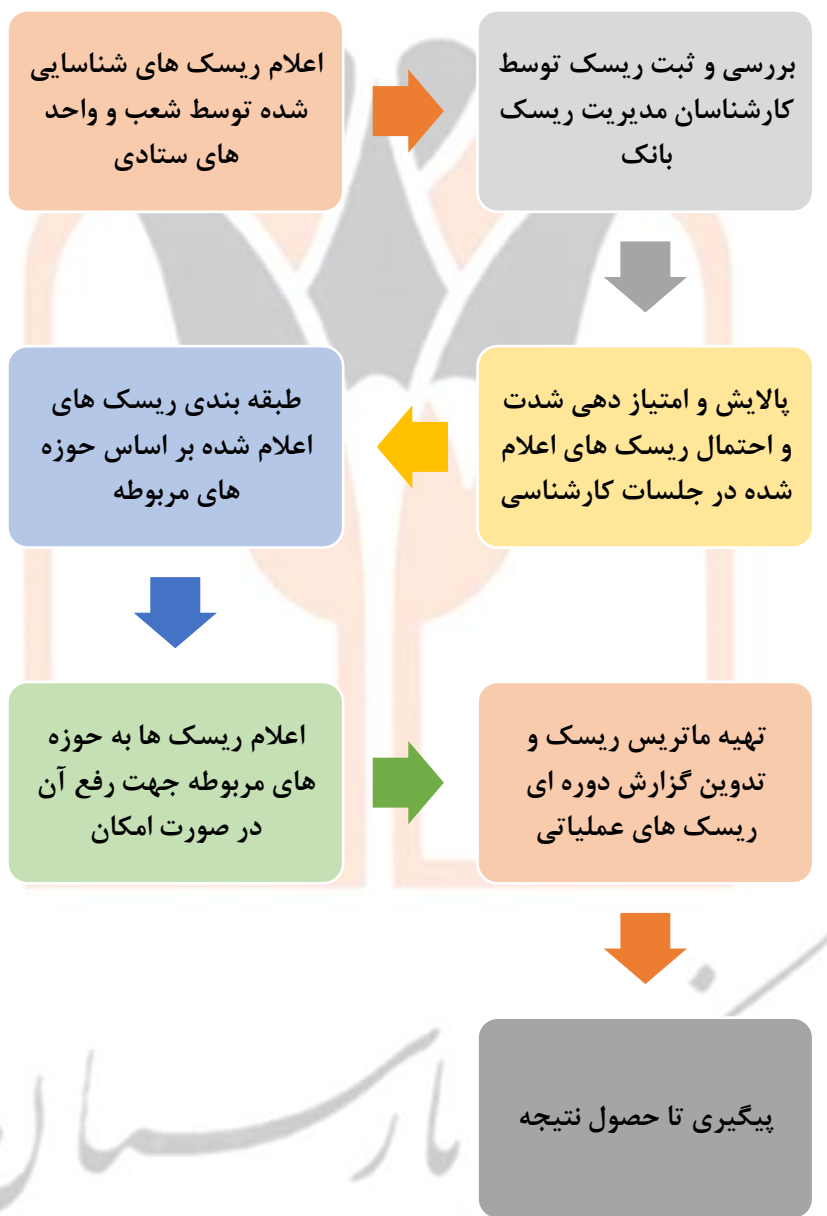 اعلام ریسک های شناسایی
شده توسط شعب و واحد
های ستادی
بررسی و ثبت ریسک توسط
کارشناسان مدیریت ریسک
بانک
پالایش و امتیاز دهی شدت
و احتمال ریسک های اعلام
شده در جلسات کارشناسی
طبقه بندی ریسک های
اعلام شده بر اساس حوزه
های مربوطه
اعلام ریسک ها به حوزه
های مربوطه جهت رفع آن
در صورت امکان
تهیه ماتریس ریسک و
تدوین گزارش دوره ای
ریسک های عملیاتی
پیگیری تا حصول نتیجه